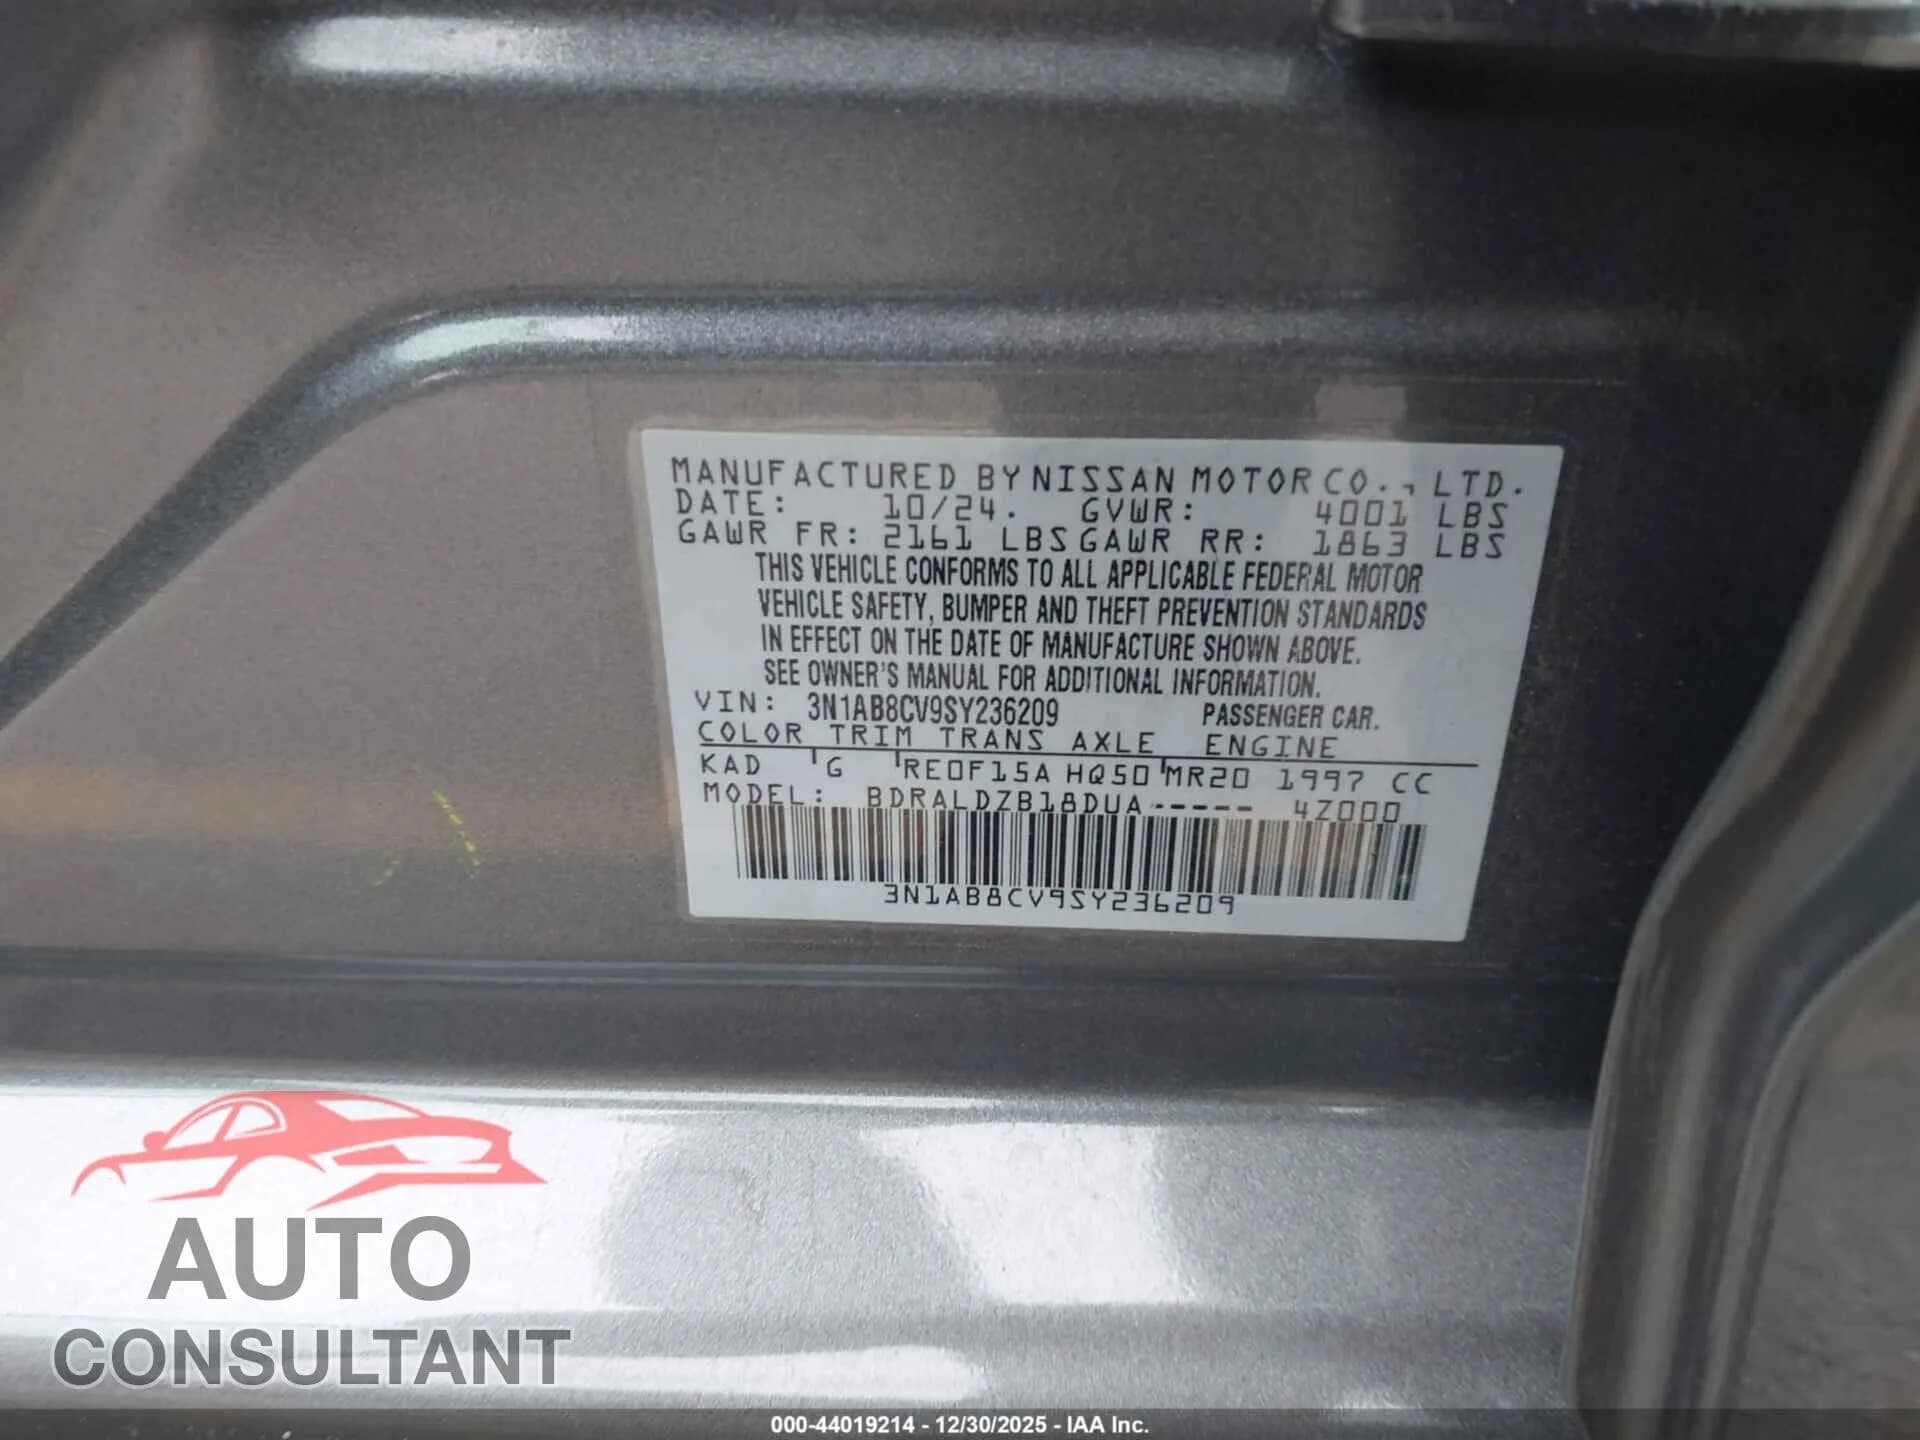 MANUFACTURED BY NISSAN MOTOR CO., LTD.
DATE: 10/24. GVWR: 4001 LBS
GAWR FR: 2161 LBS GAWR RR: 1863 LBS
THIS VEHICLE CONFORMS TO ALL APPLICABLE FEDERAL MOTOR
VEHICLE SAFETY, BUMPER AND THEFT PREVENTION STANDARDS
IN EFFECT ON THE DATE OF MANUFACTURE SHOWN ABOVE.
SEE OWNER'S MANUAL FOR ADDITIONAL INFORMATION.
VIN: 3N1AB8CV9SY236209 PASSENGER CAR.
COLOR TRIM TRANS AXLE ENGINE
KAD G RE0F15A HQ50 MR20 1997 CC
MODEL: BDRALDZB18DUA----- 4Z000
3N1AB8CV9SY236209
AUTO
CONSULTANT
000-44019214 - 12/30/2025 - IAA Inc.